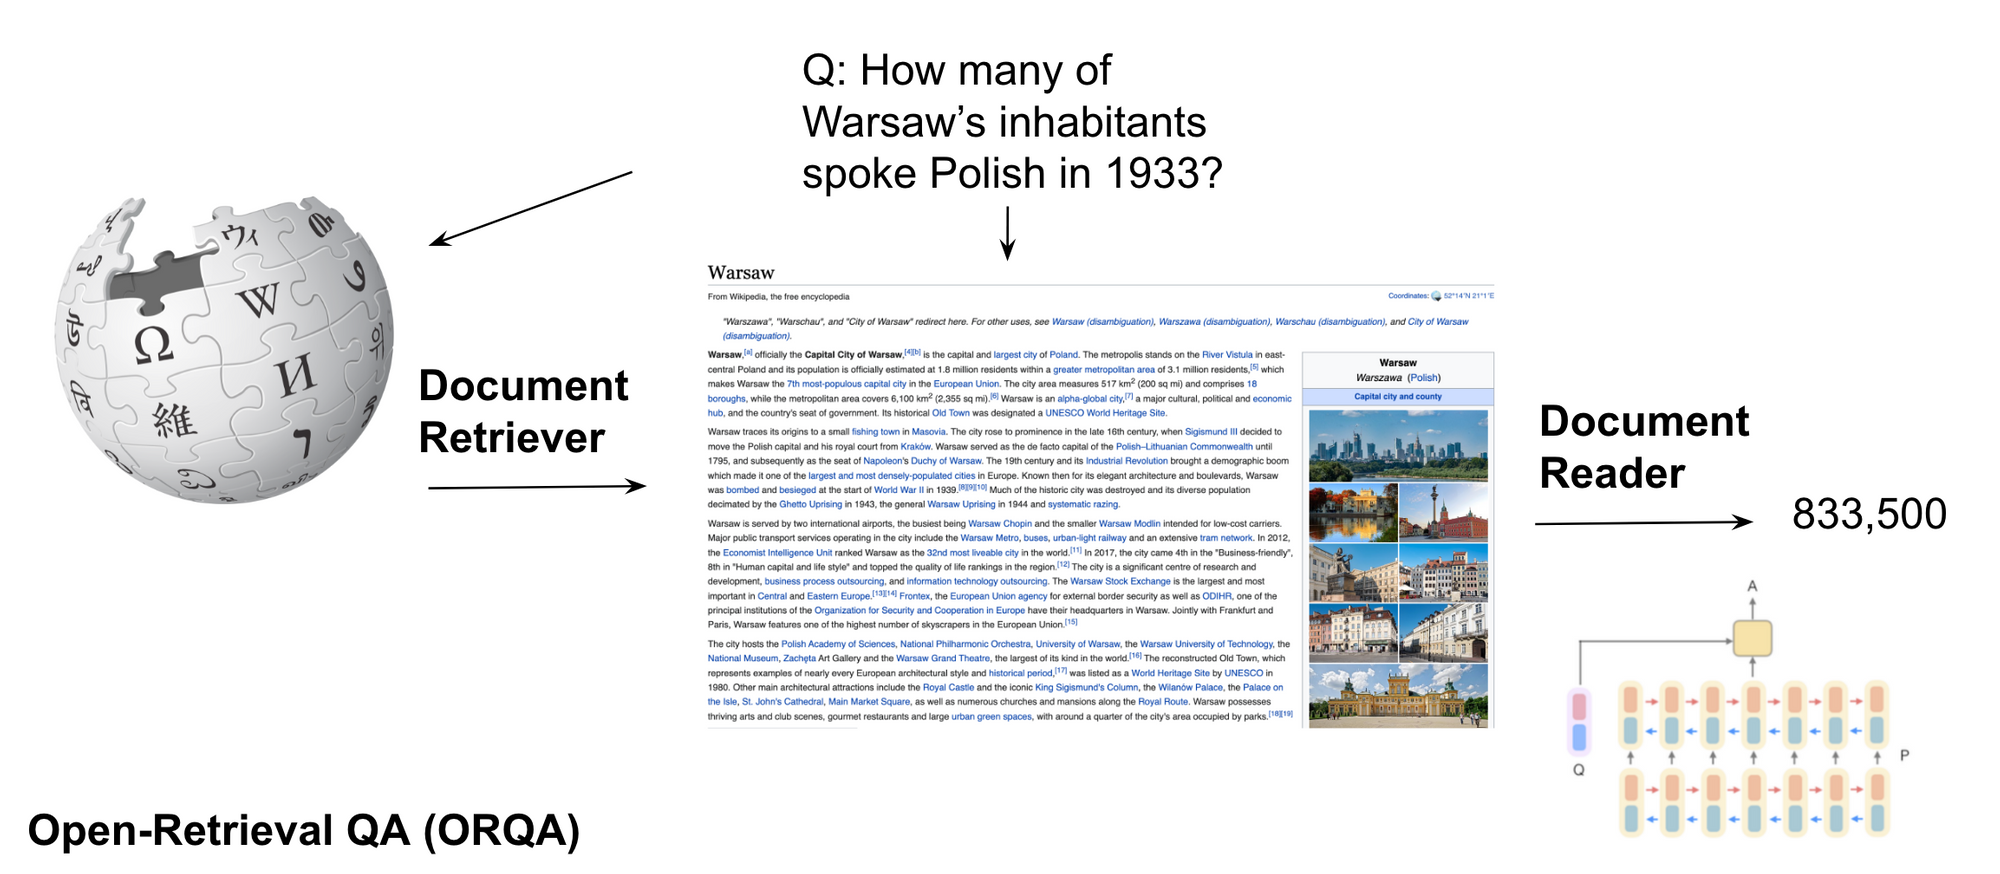 Q: How many of
Warsaw's inhabitants
spoke Polish in 1933?
Document
Retriever
Warsaw
From Wikipedia, the free encyclopedia
Coordinates: 52°14′N 21°1′E
"Warszawa", "Warschau", and "City of Warsaw" redirect here. For other uses, see Warsaw (disambiguation), Warszawa (disambiguation), Warschau (disambiguation), and City of Warsaw
(disambiguation).
Warsaw,[a] officially the Capital City of Warsaw,[4][b] is the capital and largest city of Poland. The metropolis stands on the River Vistula in east-
central Poland and its population is officially estimated at 1.8 million residents within a greater metropolitan area of 3.1 million residents,[5] which
makes Warsaw the 7th most-populous capital city in the European Union. The city area measures 517 km2 (200 sq mi) and comprises 18
boroughs, while the metropolitan area covers 6,100 km2 (2,355 sq mi).[6] Warsaw is an alpha-global city,[7] a major cultural, political and economic
hub, and the country's seat of government. Its historical Old Town was designated a UNESCO World Heritage Site.
Warsaw traces its origins to a small fishing town in Masovia. The city rose to prominence in the late 16th century, when Sigismund III decided to
move the Polish capital and his royal court from Kraków. Warsaw served as the de facto capital of the Polish–Lithuanian Commonwealth until
1795, and subsequently as the seat of Napoleon's Duchy of Warsaw. The 19th century and its Industrial Revolution brought a demographic boom
which made it one of the largest and most densely-populated cities in Europe. Known then for its elegant architecture and boulevards, Warsaw
was bombed and besieged at the start of World War II in 1939.[8][9][10] Much of the historic city was destroyed and its diverse population
decimated by the Ghetto Uprising in 1943, the general Warsaw Uprising in 1944 and systematic razing.
Warsaw is served by two international airports, the busiest being Warsaw Chopin and the smaller Warsaw Modlin intended for low-cost carriers.
Major public transport services operating in the city include the Warsaw Metro, buses, urban-light railway and an extensive tram network. In 2012,
the Economist Intelligence Unit ranked Warsaw as the 32nd most liveable city in the world.[11] In 2017, the city came 4th in the "Business-friendly",
8th in "Human capital and life style" and topped the quality of life rankings in the region.[12] The city is a significant centre of research and
development, business process outsourcing, and information technology outsourcing. The Warsaw Stock Exchange is the largest and most
important in Central and Eastern Europe.[13][14] Frontex, the European Union agency for external border security as well as ODIHR, one of the
principal institutions of the Organization for Security and Cooperation in Europe have their headquarters in Warsaw. Jointly with Frankfurt and
Paris, Warsaw features one of the highest number of skyscrapers in the European Union.[15]
The city hosts the Polish Academy of Sciences, National Philharmonic Orchestra, University of Warsaw, the Warsaw University of Technology, the
National Museum, Zachęta Art Gallery and the Warsaw Grand Theatre, the largest of its kind in the world.[16] The reconstructed Old Town, which
represents examples of nearly every European architectural style and historical period,[17] was listed as a World Heritage Site by UNESCO in
1980. Other main architectural attractions include the Royal Castle and the iconic King Sigismund's Column, the Wilanów Palace, the Palace on
the Isle, St. John's Cathedral, Main Market Square, as well as numerous churches and mansions along the Royal Route. Warsaw possesses
thriving arts and club scenes, gourmet restaurants and large urban green spaces, with around a quarter of the city's area occupied by parks.[18][19]
Warsaw
Warszawa (Polish)
Capital city and county
Document
Reader
833,500
A
Q
P
Open-Retrieval QA (ORQA)
Ω
W
И
ウィ
維
위